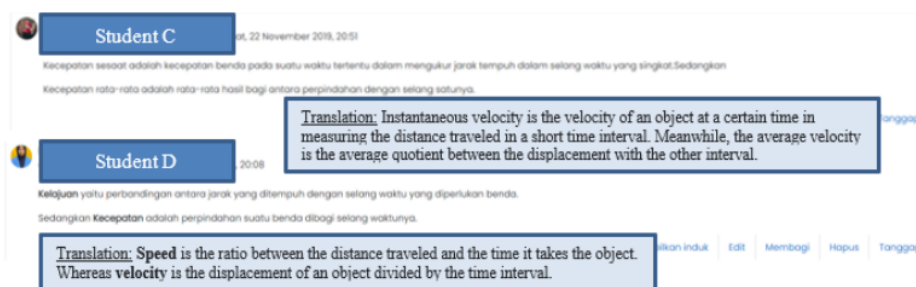 Student C
at, 22 November 2019, 20:51
Kecepatan sesaat adalah kecepatan benda pada suatu waktu tertentu dalam mengukur jarak tempuh dalam selang waktu yang singkat.Sedangkan
Kecepatan rata-rata adalah rata-rata hasil bagi antara perpindahan dengan selang satunya.
Translation: Instantaneous velocity is the velocity of an object at a certain time in
measuring the distance traveled in a short time interval. Meanwhile, the average velocity
is the average quotient between the displacement with the other interval.
Tanggap
Student D
, 20:08
Kelajuan yaitu perbandingan antara jarak yang ditempuh dengan selang waktu yang diperlukan benda.
Sedangkan Kecepatan adalah perpindahan suatu benda dibagi selang waktunya.
Translation: Speed is the ratio between the distance traveled and the time it takes the object.
Whereas velocity is the displacement of an object divided by the time interval.
ilkan induk Edit Membagi Hapus Tanggap